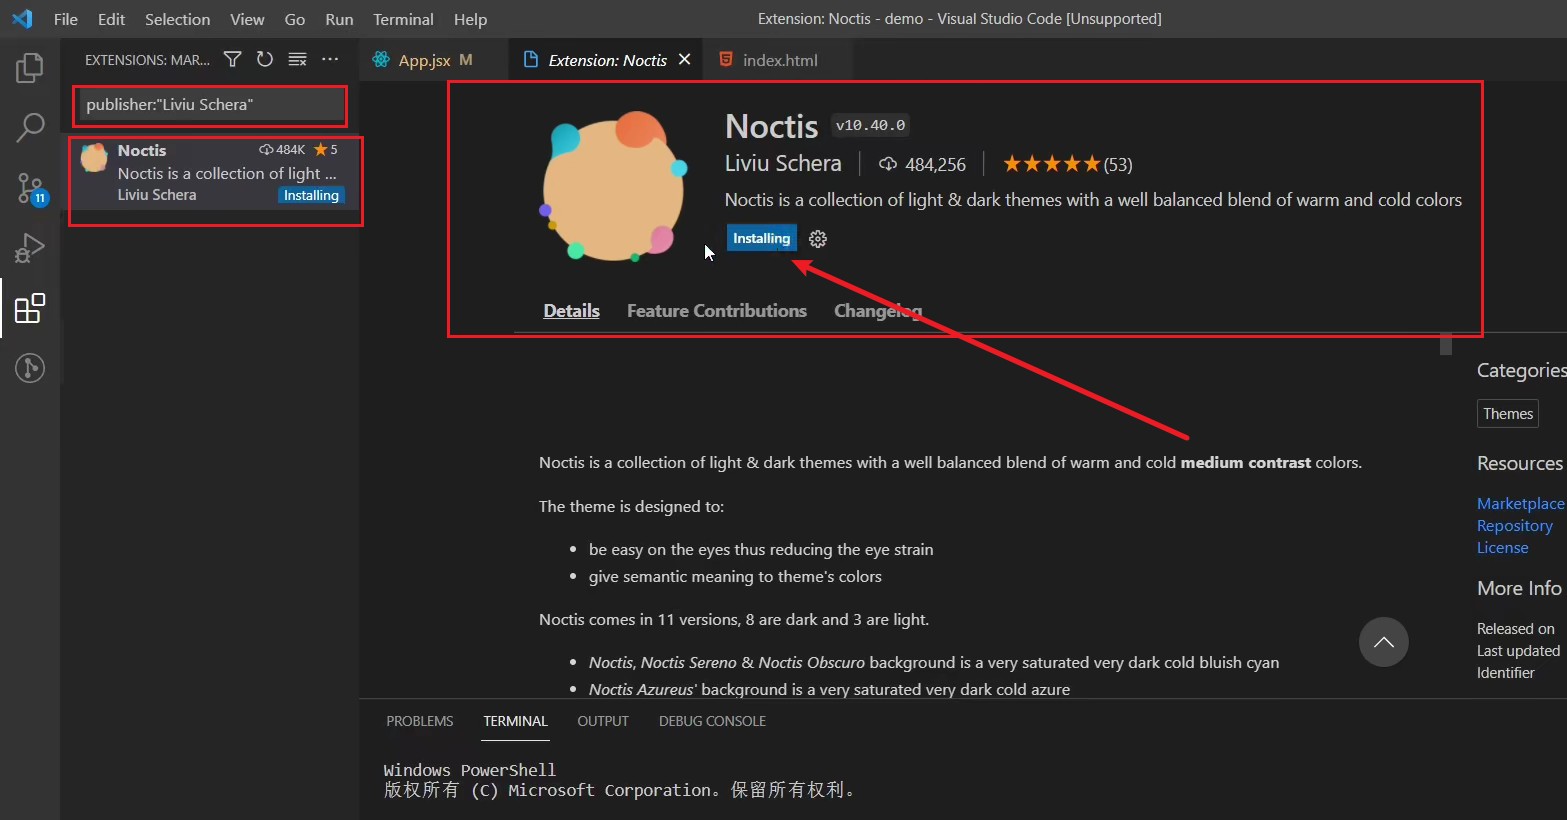 File Edit Selection View Go Run Terminal Help
Extension: Noctis - demo - Visual Studio Code [Unsupported]
EXTENSIONS: MAR...
App.jsx M
Extension: Noctis
index.html
publisher:"Liviu Schera"
Noctis 484K 5
Noctis is a collection of light ...
Liviu Schera Installing
11
Noctis v10.40.0
Liviu Schera 484,256 (53)
Noctis is a collection of light & dark themes with a well balanced blend of warm and cold colors
Installing
Details Feature Contributions Changelog
Noctis is a collection of light & dark themes with a well balanced blend of warm and cold medium contrast colors.
The theme is designed to:
• be easy on the eyes thus reducing the eye strain
• give semantic meaning to theme's colors
Noctis comes in 11 versions, 8 are dark and 3 are light.
• Noctis, Noctis Sereno & Noctis Obscuro background is a very saturated very dark cold bluish cyan
• Noctis Azureus' background is a very saturated very dark cold azure
Categories
Themes
Resources
Marketplace
Repository
License
More Info
Released on
Last updated
Identifier
PROBLEMS TERMINAL OUTPUT DEBUG CONSOLE
Windows PowerShell
版权所有 (C) Microsoft Corporation。保留所有权利。